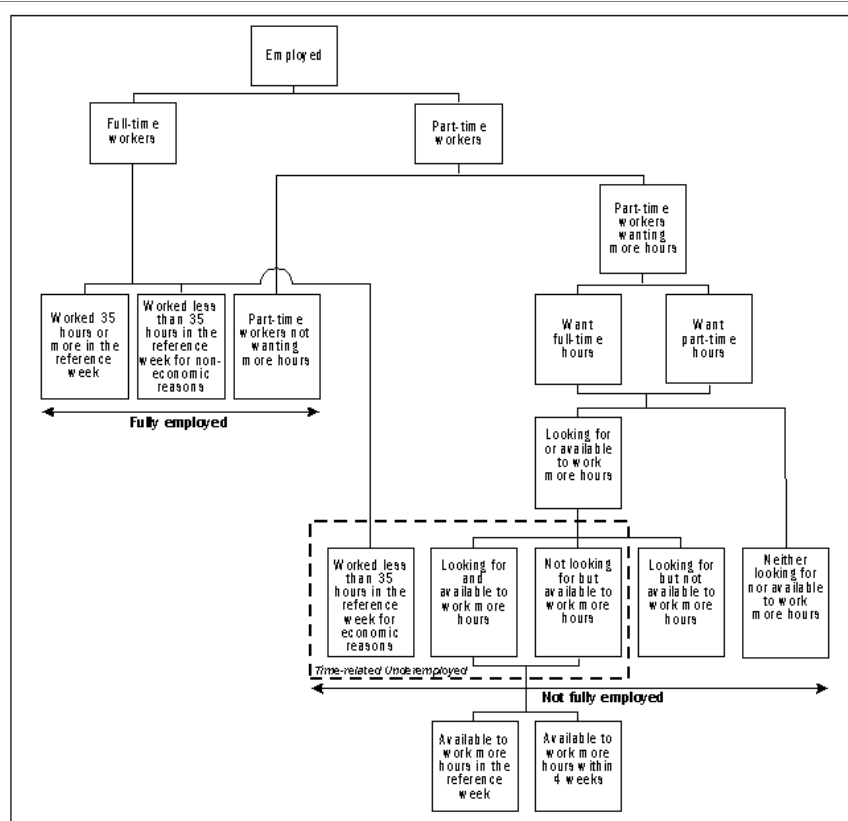 Employed
Full-time
workers
Part-time
workers
Part-time
workers
wanting
more hours
Worked 35
hours or
more in the
reference
week
Worked less
than 35
hours in the
reference
week for non-
economic
reasons
Part-time
workers not
wanting
more hours
Want
full-time
hours
Want
part-time
hours
Fully employed
Looking for
or available
to work
more hours
Worked less
than 35
hours in the
reference
week for
economic
reasons
Looking for
and
available to
work more
hours
Not looking
for but
available to
work more
hours
Looking for
but not
available to
work more
hours
Neither
looking for
nor available
to work
more hours
Time-related Underemployed
Not fully employed
Available to
work more
hours in the
reference
week
Available to
work more
hours within
4 weeks